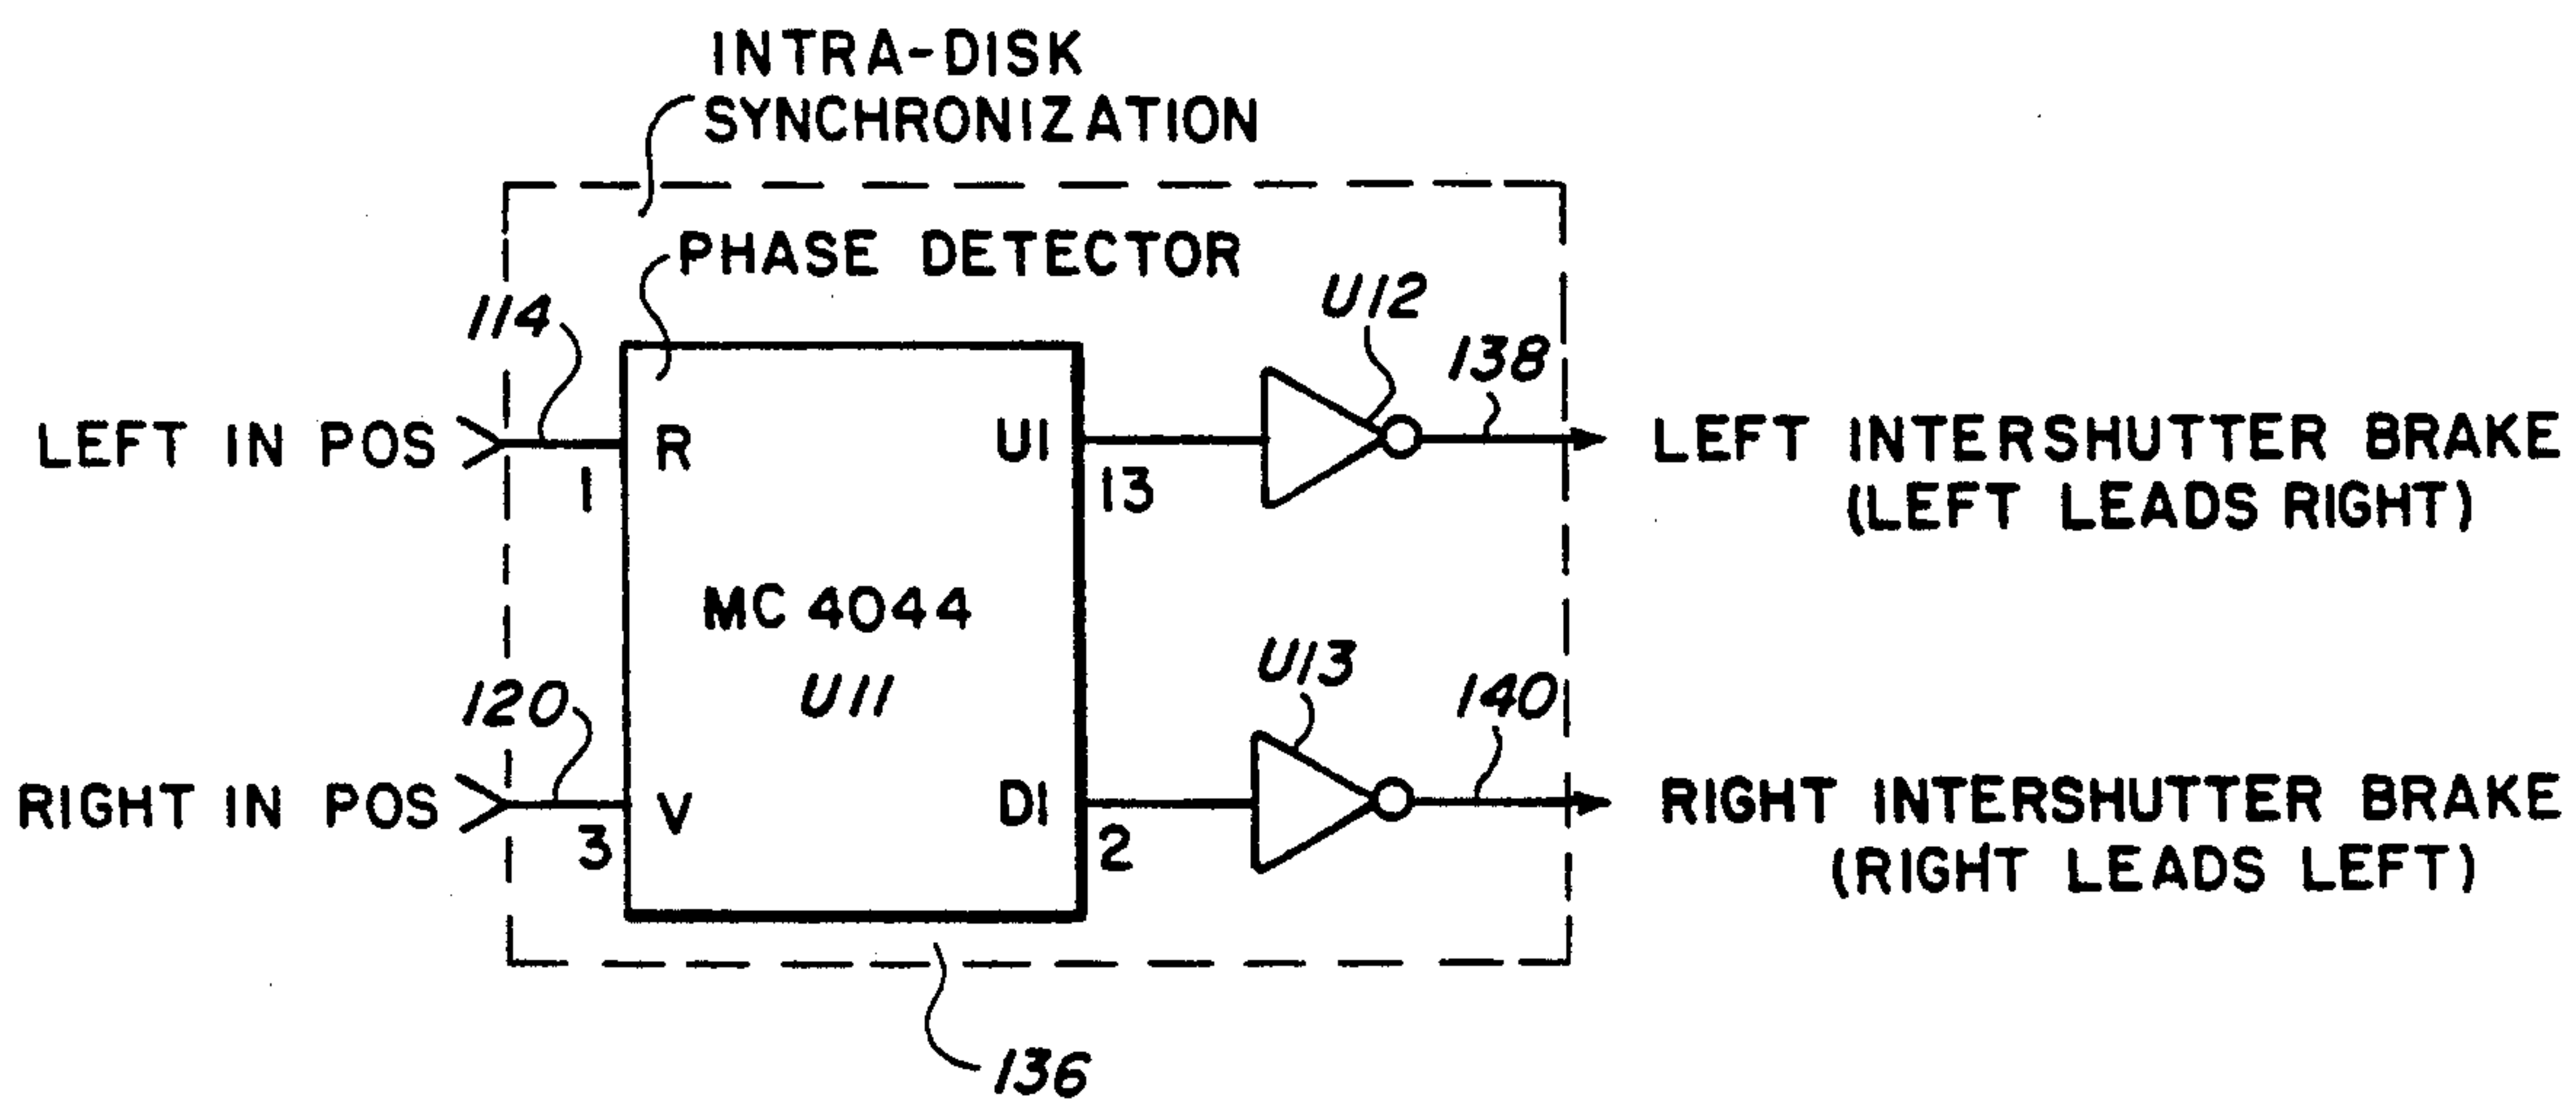 INTRA-DISK
SYNCHRONIZATION
PHASE DETECTOR
114
U12
138
LEFT IN POS
1
R
U1
13
LEFT INTERSHUTTER BRAKE
(LEFT LEADS RIGHT)
MC 4044
U11
120
U13
140
RIGHT IN POS
3
V
D1
2
RIGHT INTERSHUTTER BRAKE
(RIGHT LEADS LEFT)
136